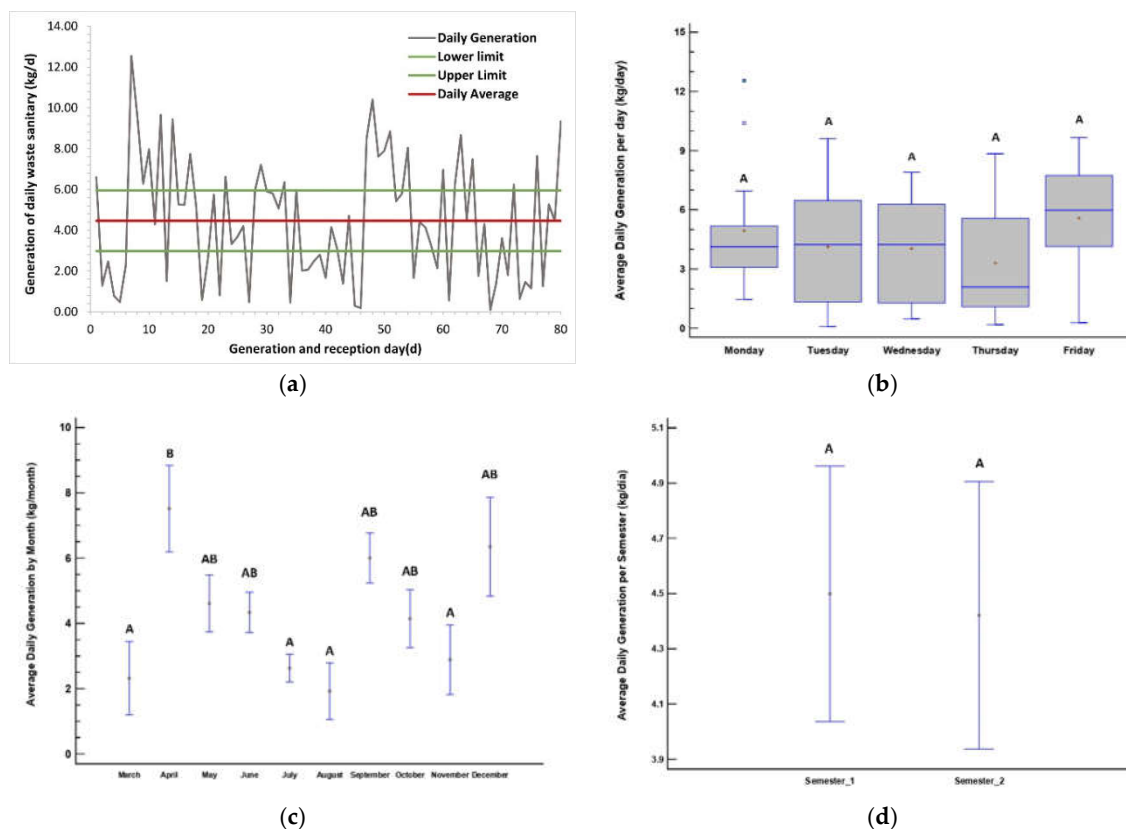 14.00
12.00
10.00
8.00
6.00
4.00
2.00
0.00
0 10 20 30 40 50 60 70 80
Generation of daily waste sanitary (kg/d)
Generation and reception day(d)
Daily Generation
Lower limit
Upper Limit
Daily Average
(a)
15
12
9
6
3
0
Average Daily Generation per day (kg/day)
A A A A A
Monday Tuesday Wednesday Thursday Friday
(b)
10
8
6
4
2
0
Average Daily Generation by Month (kg/month)
A B AB AB A A AB AB A AB
March April May June July August September October November December
(c)
5.1
4.9
4.7
4.5
4.3
4.1
3.9
Average Daily Generation per Semester (kg/dia)
A A
Semester_1 Semester_2
(d)